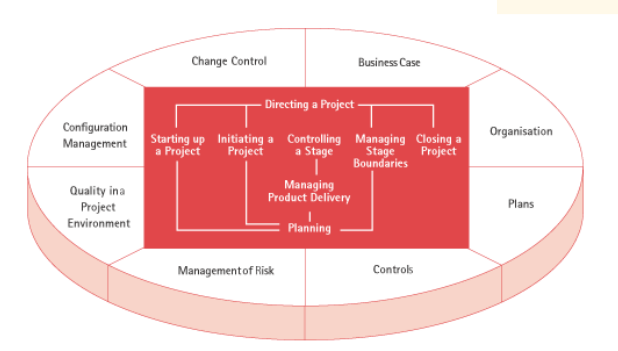 Change Control
Business Case
Configuration
Management
Organisation
Quality in a
Project
Environment
Plans
Management of Risk
Controls
Directing a Project
Starting up
a Project
Initiating a
Project
Controlling
a Stage
Managing
Stage
Boundaries
Closing a
Project
Managing
Product Delivery
Planning